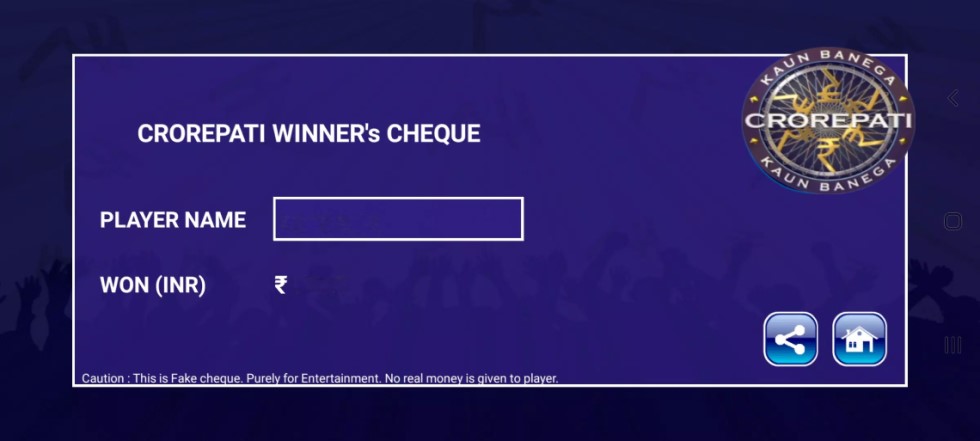 KAUN BANEGA
CROREPATI
KAUN BANEGA
CROREPATI WINNER's CHEQUE
PLAYER NAME
WON (INR) ₹
Caution : This is Fake cheque. Purely for Entertainment. No real money is given to player.